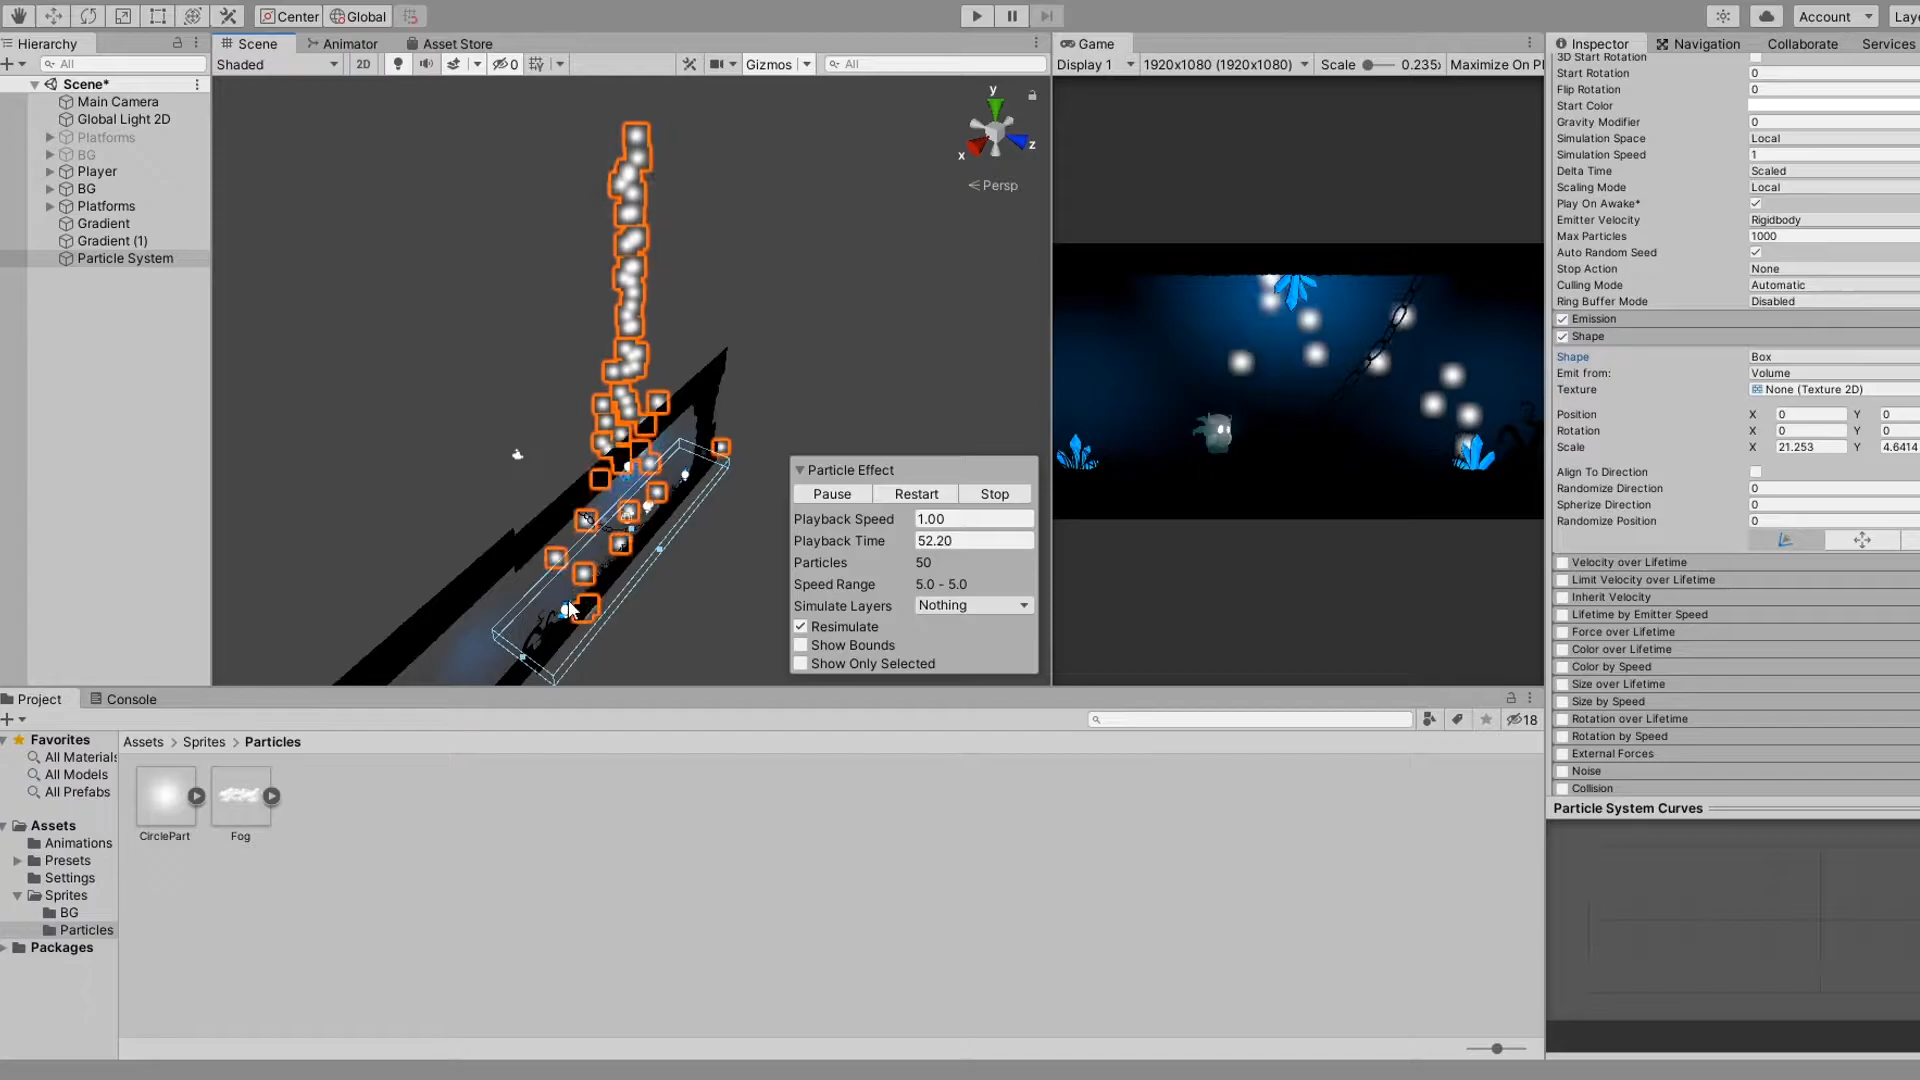 Center
Global
Account
Laye
Hierarchy
All
Scene*
Main Camera
Global Light 2D
Platforms
BG
Player
BG
Platforms
Gradient
Gradient (1)
Particle System
Scene
Animator
Asset Store
Shaded
2D
0
Gizmos
All
y
x
z
Persp
Particle Effect
Pause
Restart
Stop
Playback Speed
1.00
Playback Time
52.20
Particles
50
Speed Range
5.0 - 5.0
Simulate Layers
Nothing
Resimulate
Show Bounds
Show Only Selected
Game
Display 1
1920x1080 (1920x1080)
Scale
0.235x
Maximize On Pl
Inspector
Navigation
Collaborate
Services
3D Start Rotation
Start Rotation
0
Flip Rotation
0
Start Color
Gravity Modifier
0
Simulation Space
Local
Simulation Speed
1
Delta Time
Scaled
Scaling Mode
Local
Play On Awake*
Emitter Velocity
Rigidbody
Max Particles
1000
Auto Random Seed
Stop Action
None
Culling Mode
Automatic
Ring Buffer Mode
Disabled
Emission
Shape
Shape
Box
Emit from:
Volume
Texture
None (Texture 2D)
Position
X 0 Y 0
Rotation
X 0 Y 0
Scale
X 21.253 Y 4.6414
Align To Direction
Randomize Direction
0
Spherize Direction
0
Randomize Position
0
Velocity over Lifetime
Limit Velocity over Lifetime
Inherit Velocity
Lifetime by Emitter Speed
Force over Lifetime
Color over Lifetime
Color by Speed
Size over Lifetime
Size by Speed
Rotation over Lifetime
Rotation by Speed
External Forces
Noise
Collision
Particle System Curves
Project
Console
18
Favorites
All Materials
All Models
All Prefabs
Assets
Animations
Presets
Settings
Sprites
BG
Particles
Packages
Assets > Sprites > Particles
CirclePart
Fog